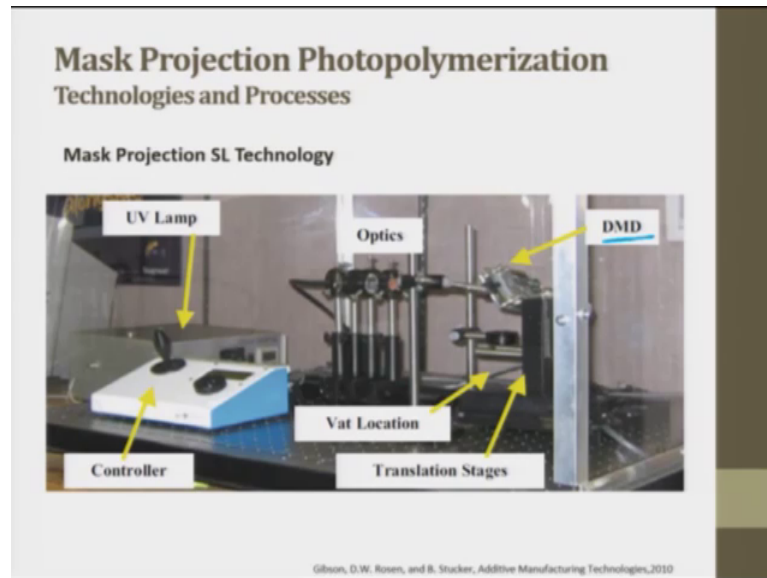 Mask Projection Photopolymerization
Technologies and Processes
Mask Projection SL Technology
UV Lamp
Optics
DMD
Vat Location
Controller
Translation Stages
Gibson, D.W. Rosen, and B. Stucker, Additive Manufacturing Technologies,2010